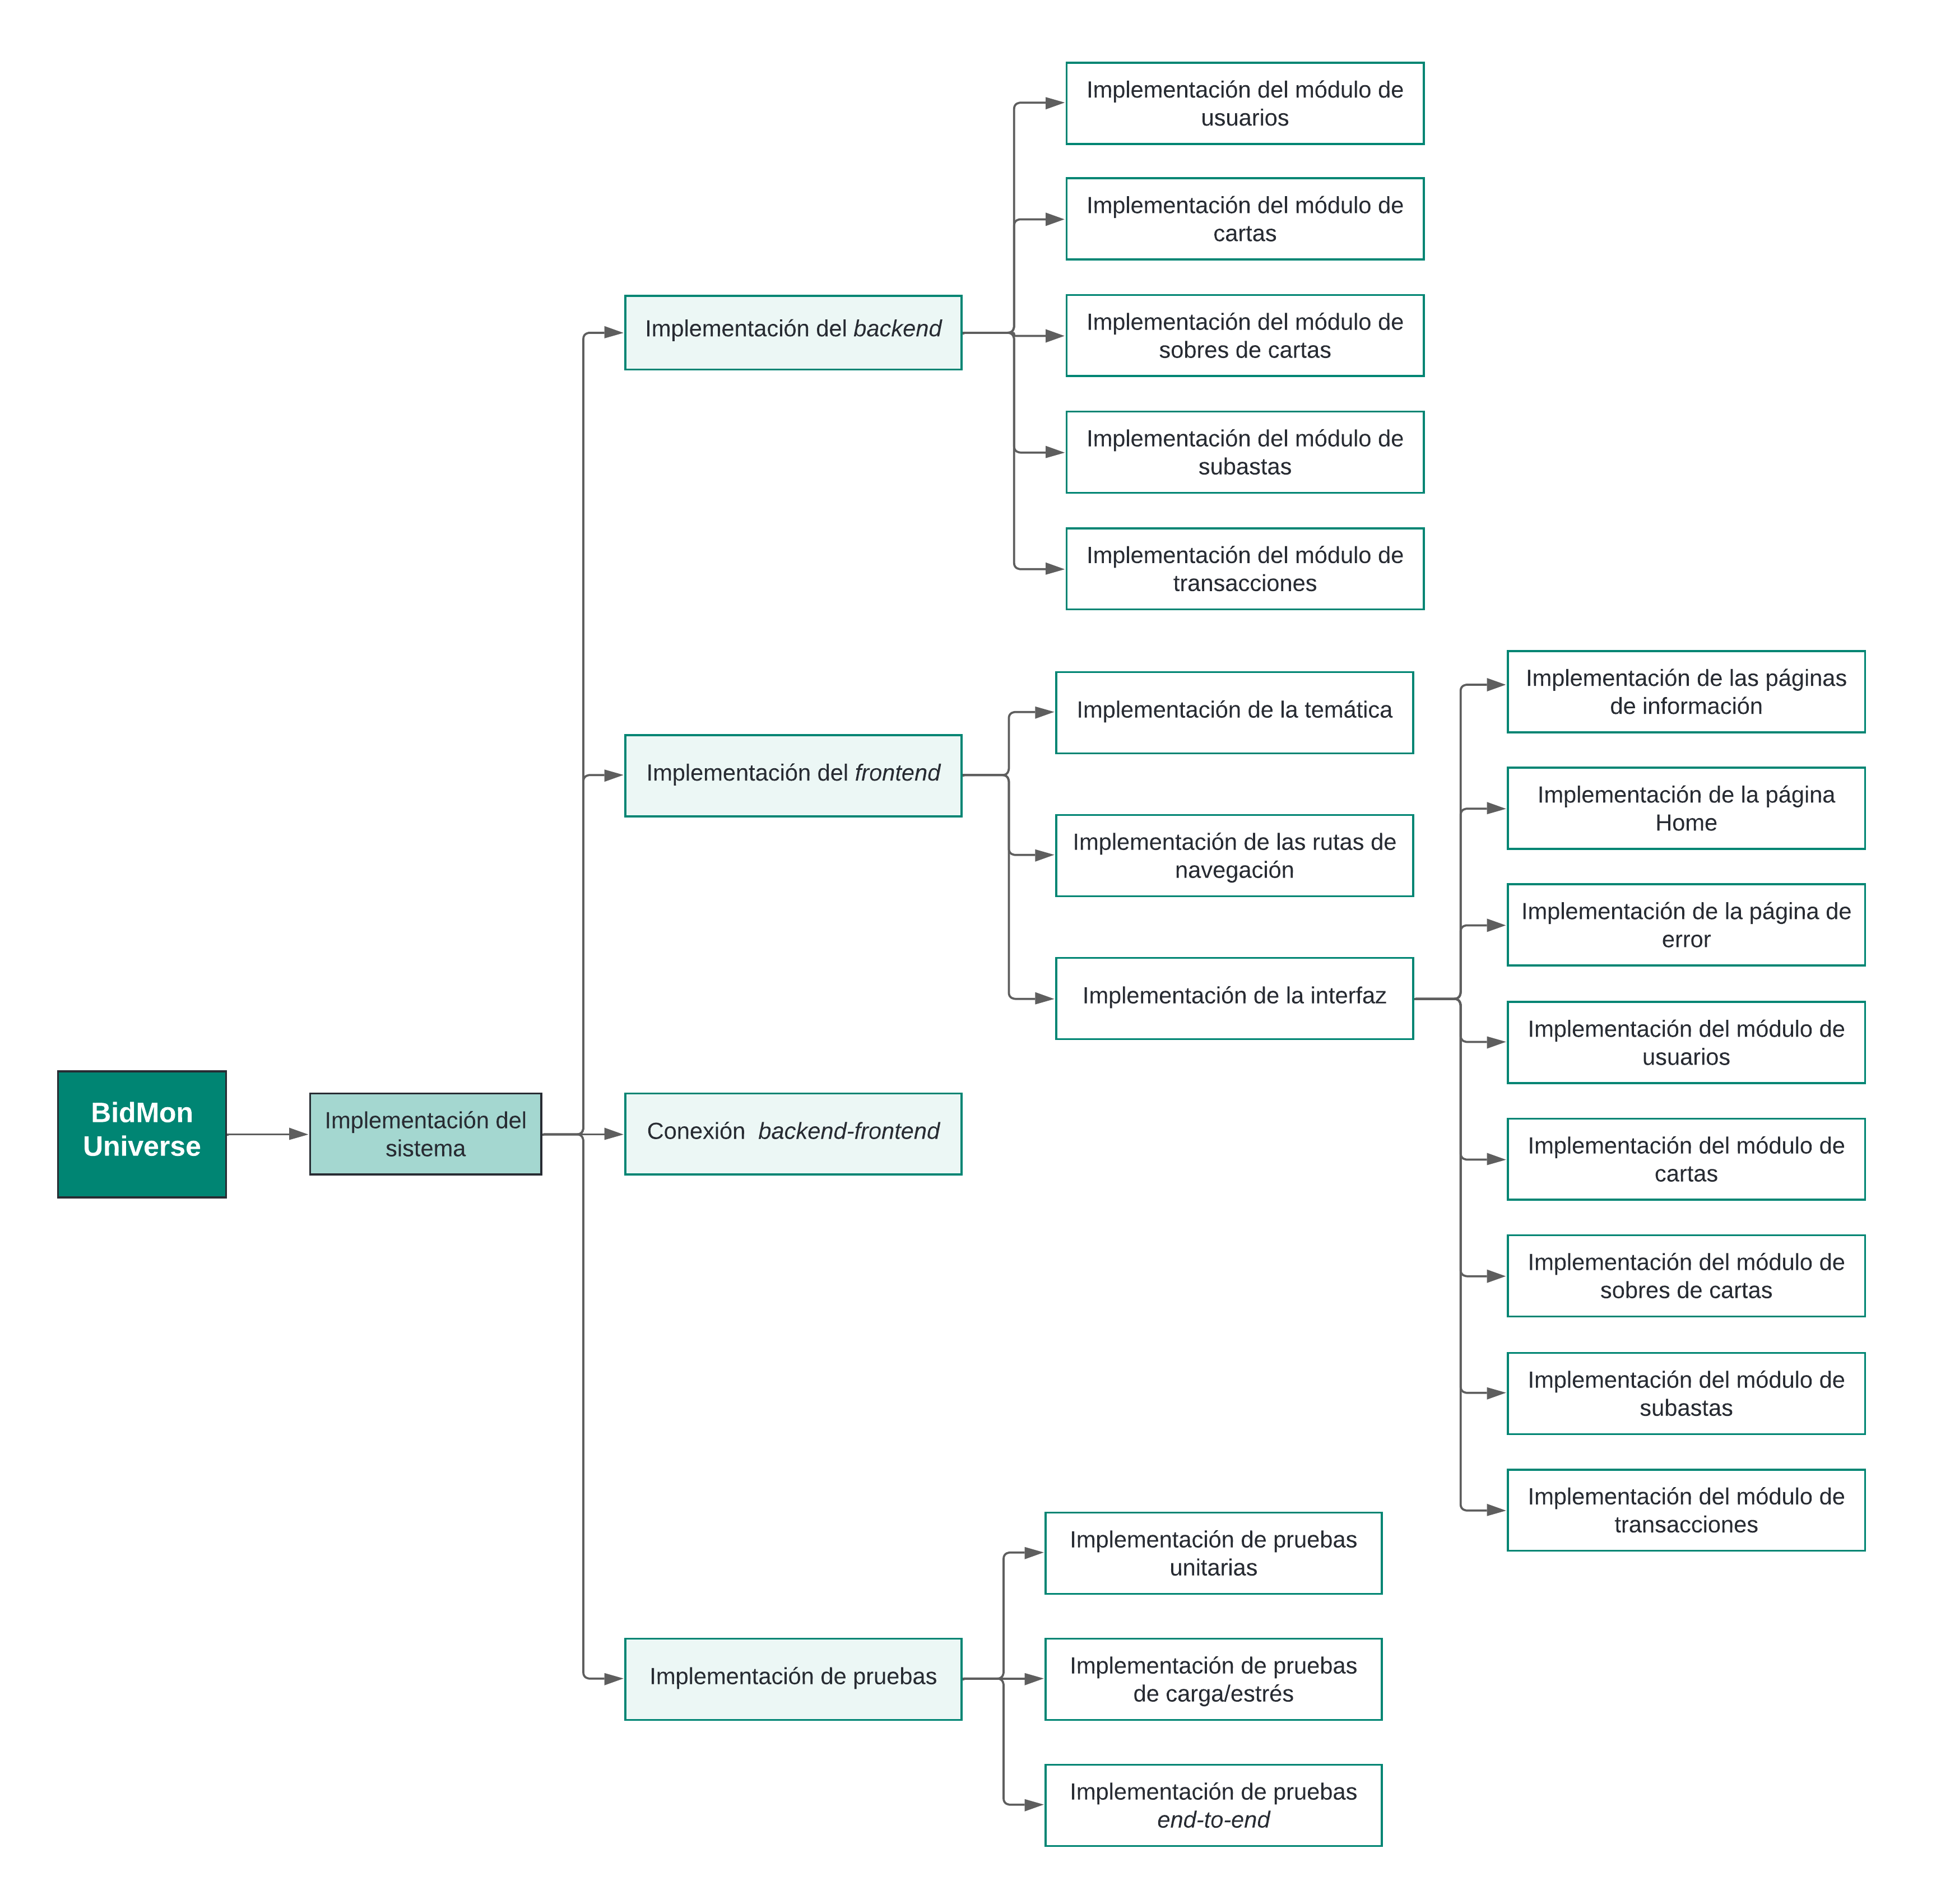 BidMon
Universe
Implementación del
sistema
Implementación del backend
Implementación del módulo de
usuarios
Implementación del módulo de
cartas
Implementación del módulo de
sobres de cartas
Implementación del módulo de
subastas
Implementación del módulo de
transacciones
Implementación del frontend
Implementación de la temática
Implementación de las rutas de
navegación
Implementación de la interfaz
Implementación de las páginas
de información
Implementación de la página
Home
Implementación de la página de
error
Implementación del módulo de
usuarios
Implementación del módulo de
cartas
Implementación del módulo de
sobres de cartas
Implementación del módulo de
subastas
Implementación del módulo de
transacciones
Conexión  backend-frontend
Implementación de pruebas
Implementación de pruebas
unitarias
Implementación de pruebas
de carga/estrés
Implementación de pruebas
end-to-end